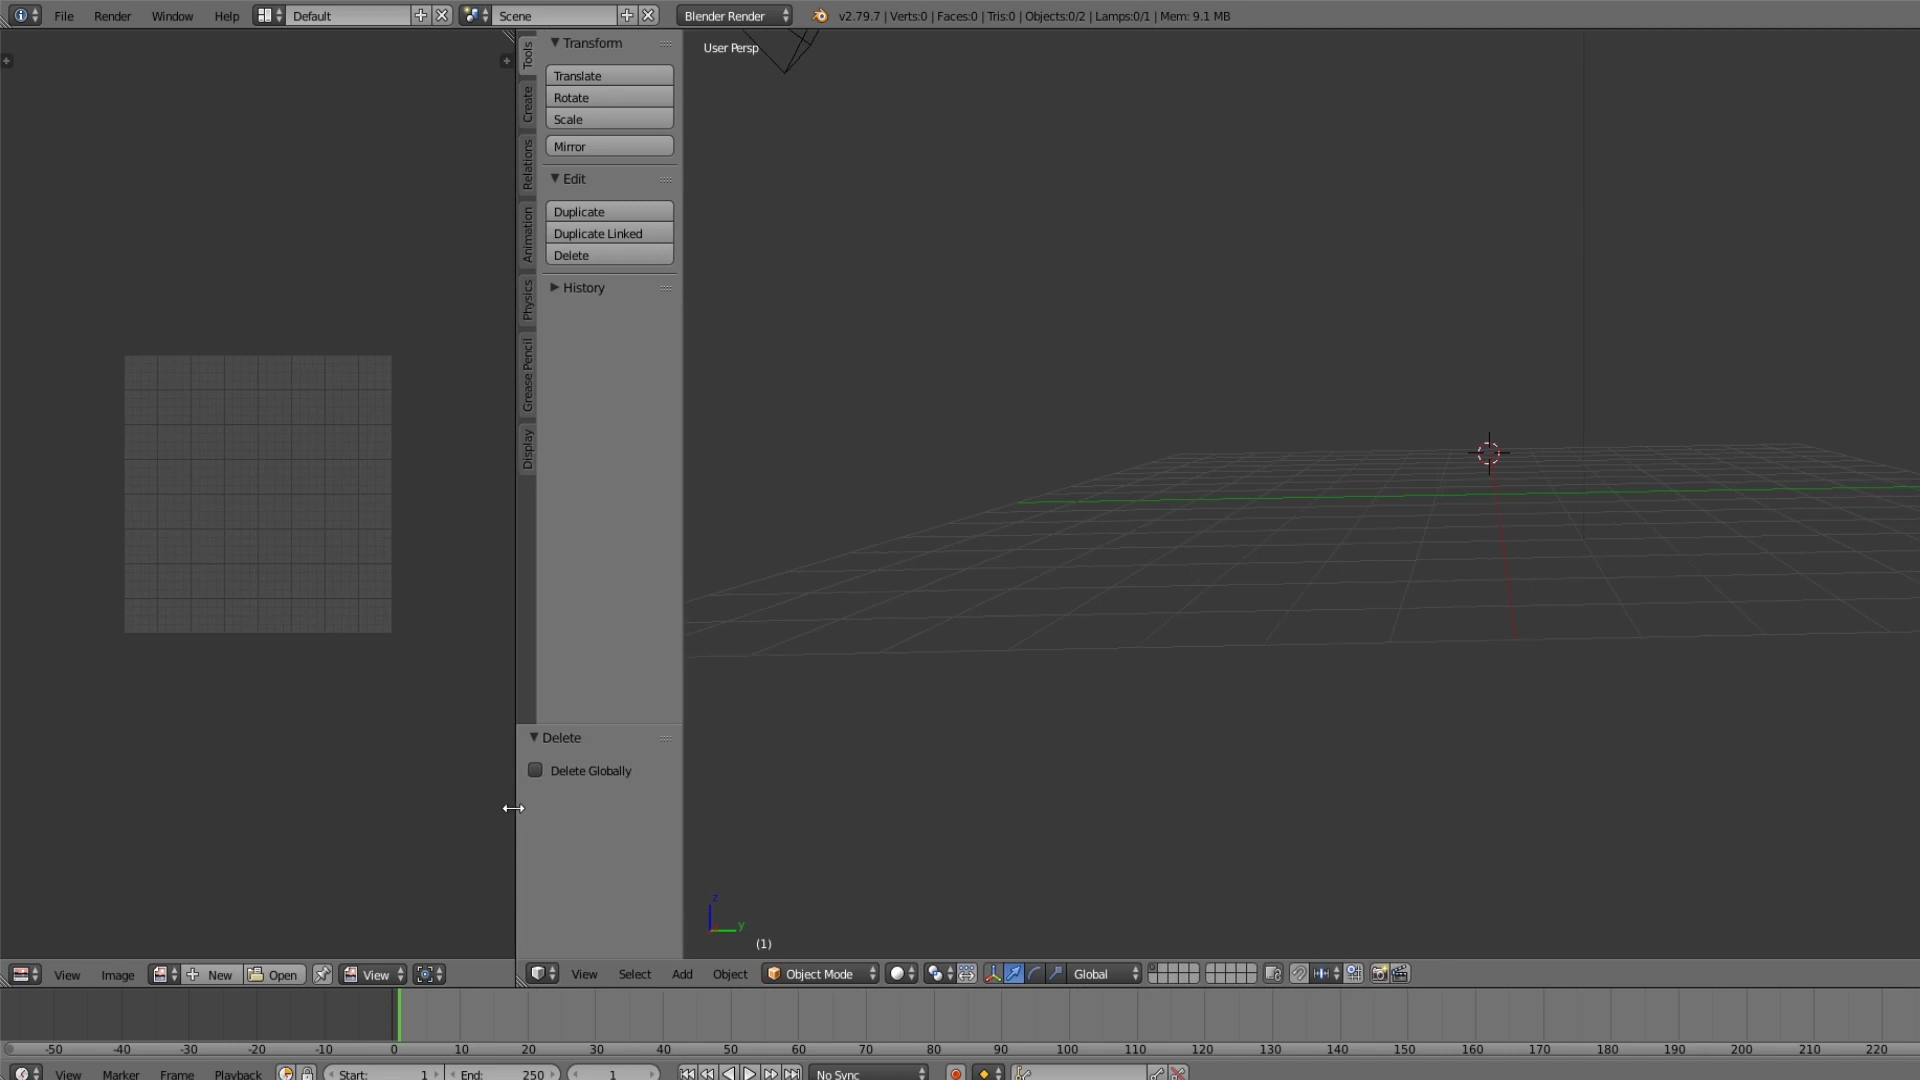 File Render Window Help Default Scene Blender Render v2.79.7 | Verts:0 | Faces:0 | Tris:0 | Objects:0/2 | Lamps:0/1 | Mem: 9.1 MB
User Persp
Tools
Create
Relations
Animation
Physics
Grease Pencil
Display
Transform
Translate
Rotate
Scale
Mirror
Edit
Duplicate
Duplicate Linked
Delete
History
Delete
Delete Globally
z
y
(1)
View Image New Open View
View Select Add Object Object Mode Global
-50 -40 -30 -20 -10 0 10 20 30 40 50 60 70 80 90 100 110 120 130 140 150 160 170 180 190 200 210 220
View Marker Frame Playback Start: 1 End: 250 1 No Sync